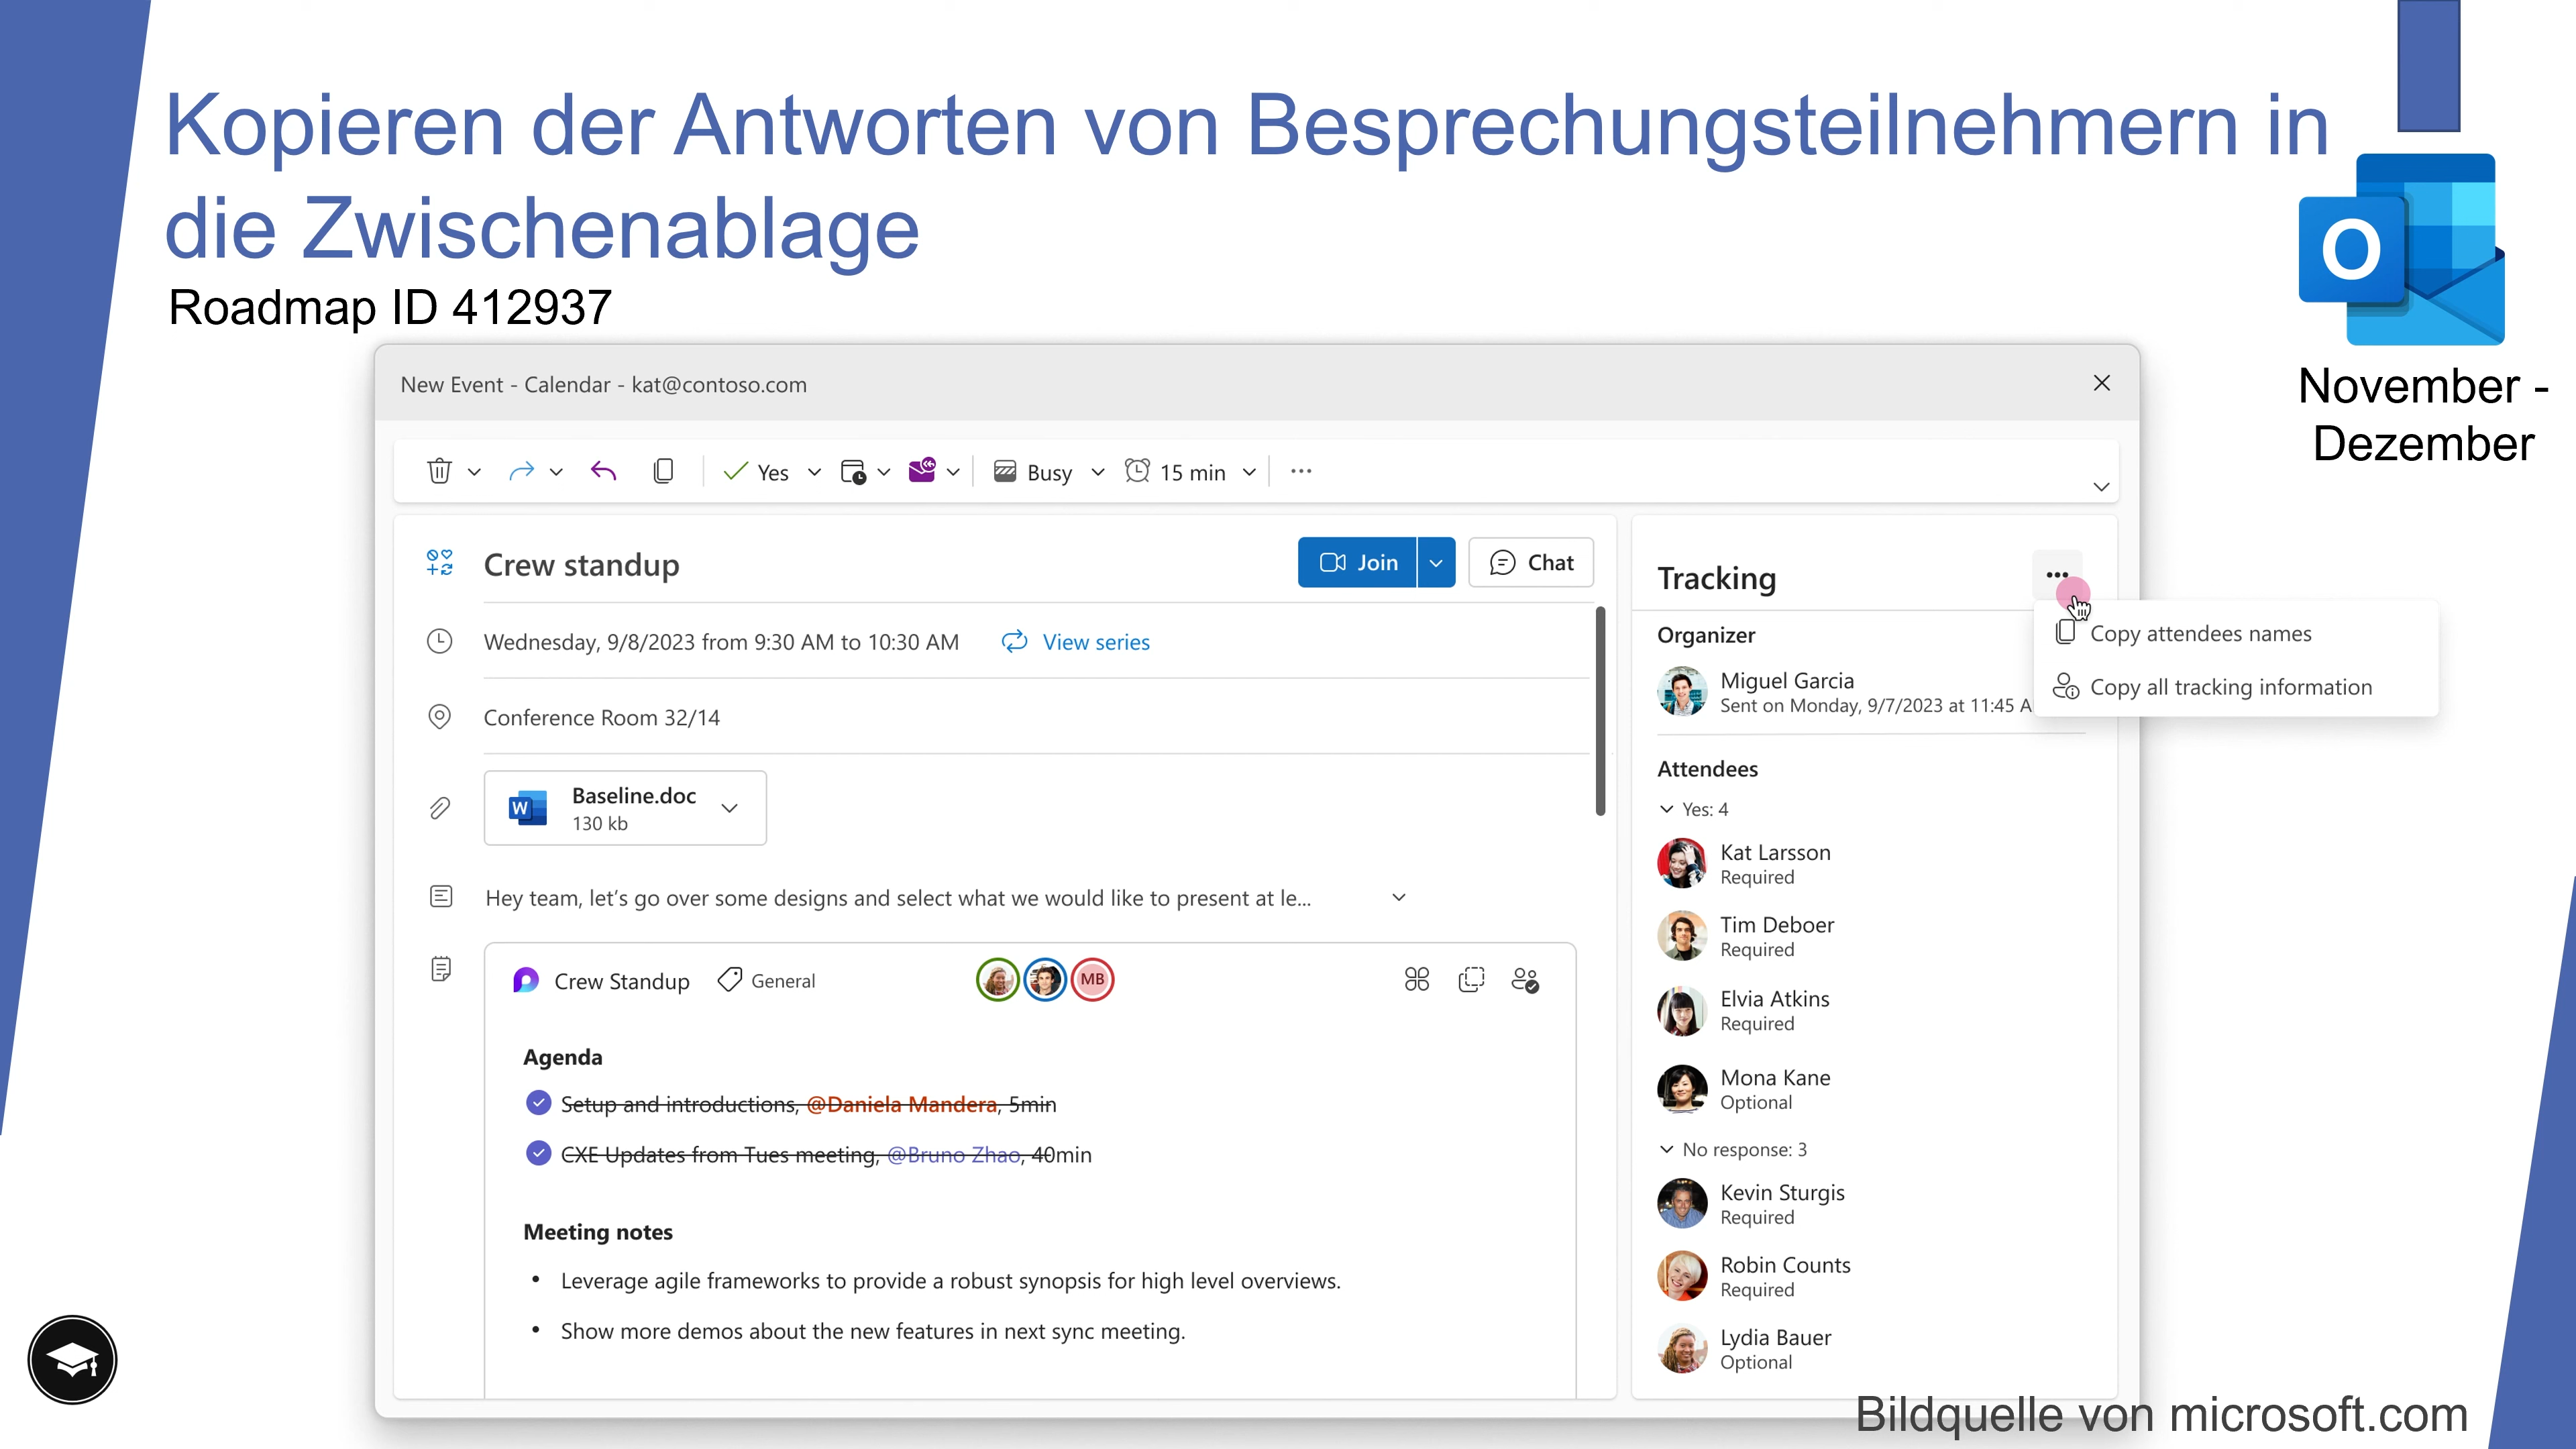 Kopieren der Antworten von Besprechungsteilnehmern in
die Zwischenablage
Roadmap ID 412937
O
November -
Dezember
New Event - Calendar - kat@contoso.com
Yes
Busy
15 min
Crew standup
Join
Chat
Wednesday, 9/8/2023 from 9:30 AM to 10:30 AM
View series
Conference Room 32/14
W
Baseline.doc
130 kb
Hey team, let’s go over some designs and select what we would like to present at le...
Crew Standup
General
MB
Agenda
Setup and introductions, @Daniela Mandera, 5min
CXE Updates from Tues meeting, @Bruno Zhao, 40min
Meeting notes
• Leverage agile frameworks to provide a robust synopsis for high level overviews.
• Show more demos about the new features in next sync meeting.
Tracking
Copy attendees names
Copy all tracking information
Organizer
Miguel Garcia
Sent on Monday, 9/7/2023 at 11:45 A
Attendees
Yes: 4
Kat Larsson
Required
Tim Deboer
Required
Elvia Atkins
Required
Mona Kane
Optional
No response: 3
Kevin Sturgis
Required
Robin Counts
Required
Lydia Bauer
Optional
Bildquelle von microsoft.com